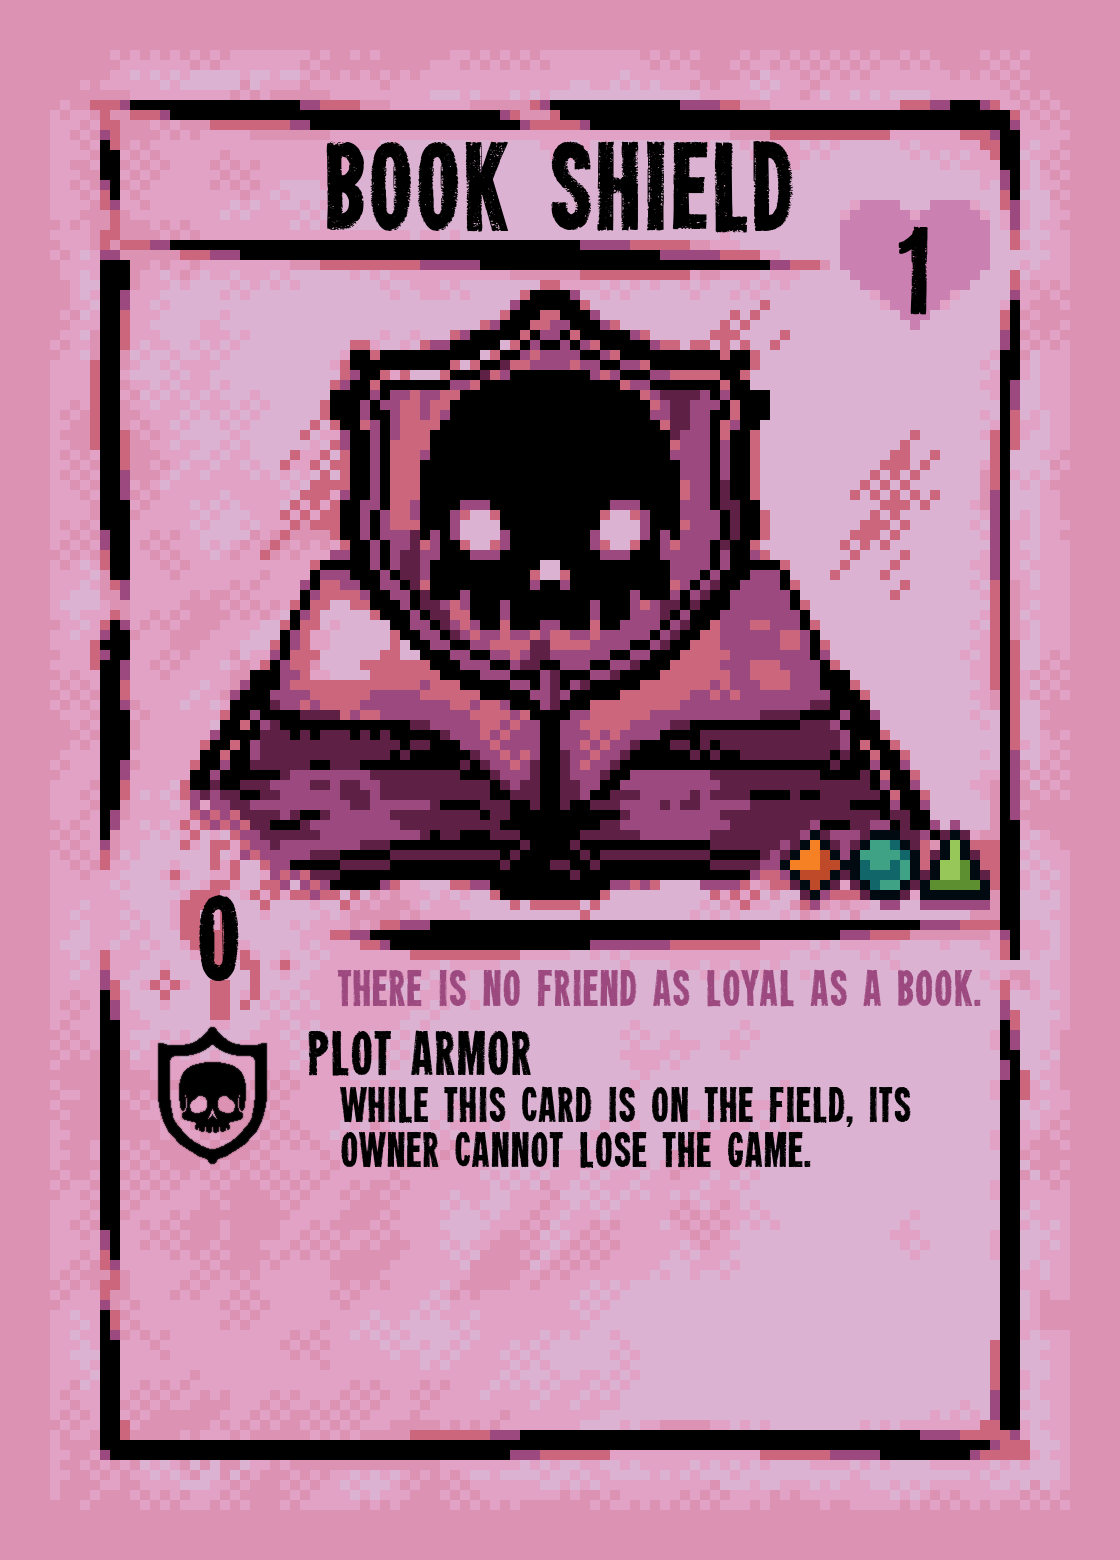 BOOK SHIELD
1
0
THERE IS NO FRIEND AS LOYAL AS A BOOK.
PLOT ARMOR
WHILE THIS CARD IS ON THE FIELD, ITS
OWNER CANNOT LOSE THE GAME.